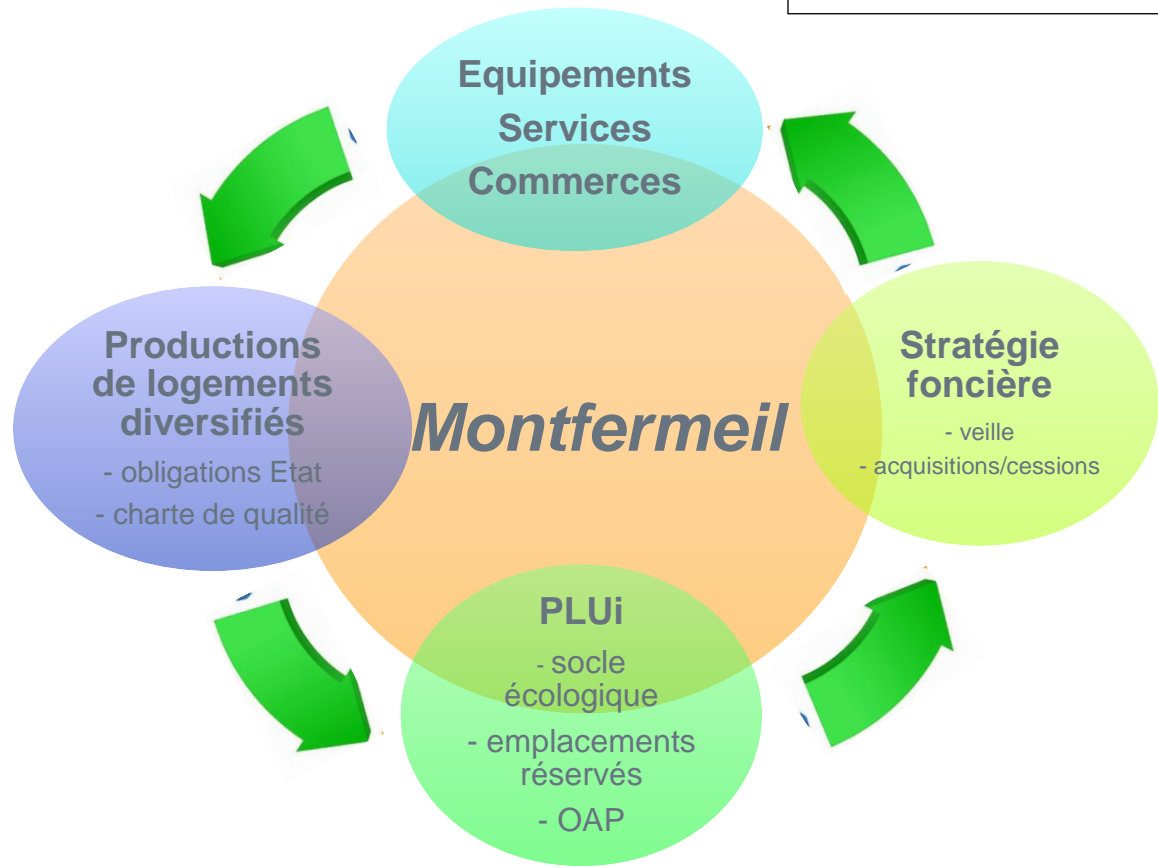 Equipements
Services
Commerces
Productions
de logements
diversifiés
- obligations Etat
- charte de qualité
Montfermeil
Stratégie
foncière
- veille
- acquisitions/cessions
PLUi
- socle
écologique
- emplacements
réservés
- OAP